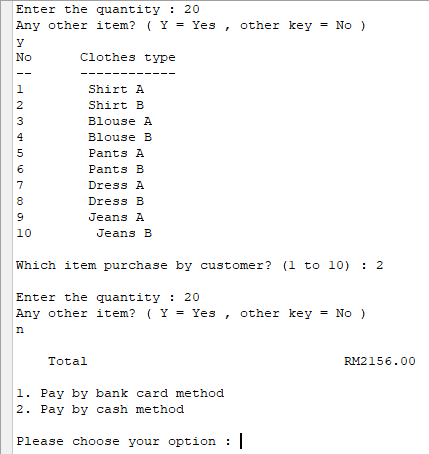 Enter the quantity : 20
Any other item? ( Y = Yes , other key = No )
y
No      Clothes type
--      ------------
1        Shirt A
2        Shirt B
3        Blouse A
4        Blouse B
5        Pants A
6        Pants B
7        Dress A
8        Dress B
9        Jeans A
10        Jeans B
Which item purchase by customer? (1 to 10) : 2
Enter the quantity : 20
Any other item? ( Y = Yes , other key = No )
n
    Total                                RM2156.00
1. Pay by bank card method
2. Pay by cash method
Please choose your option :